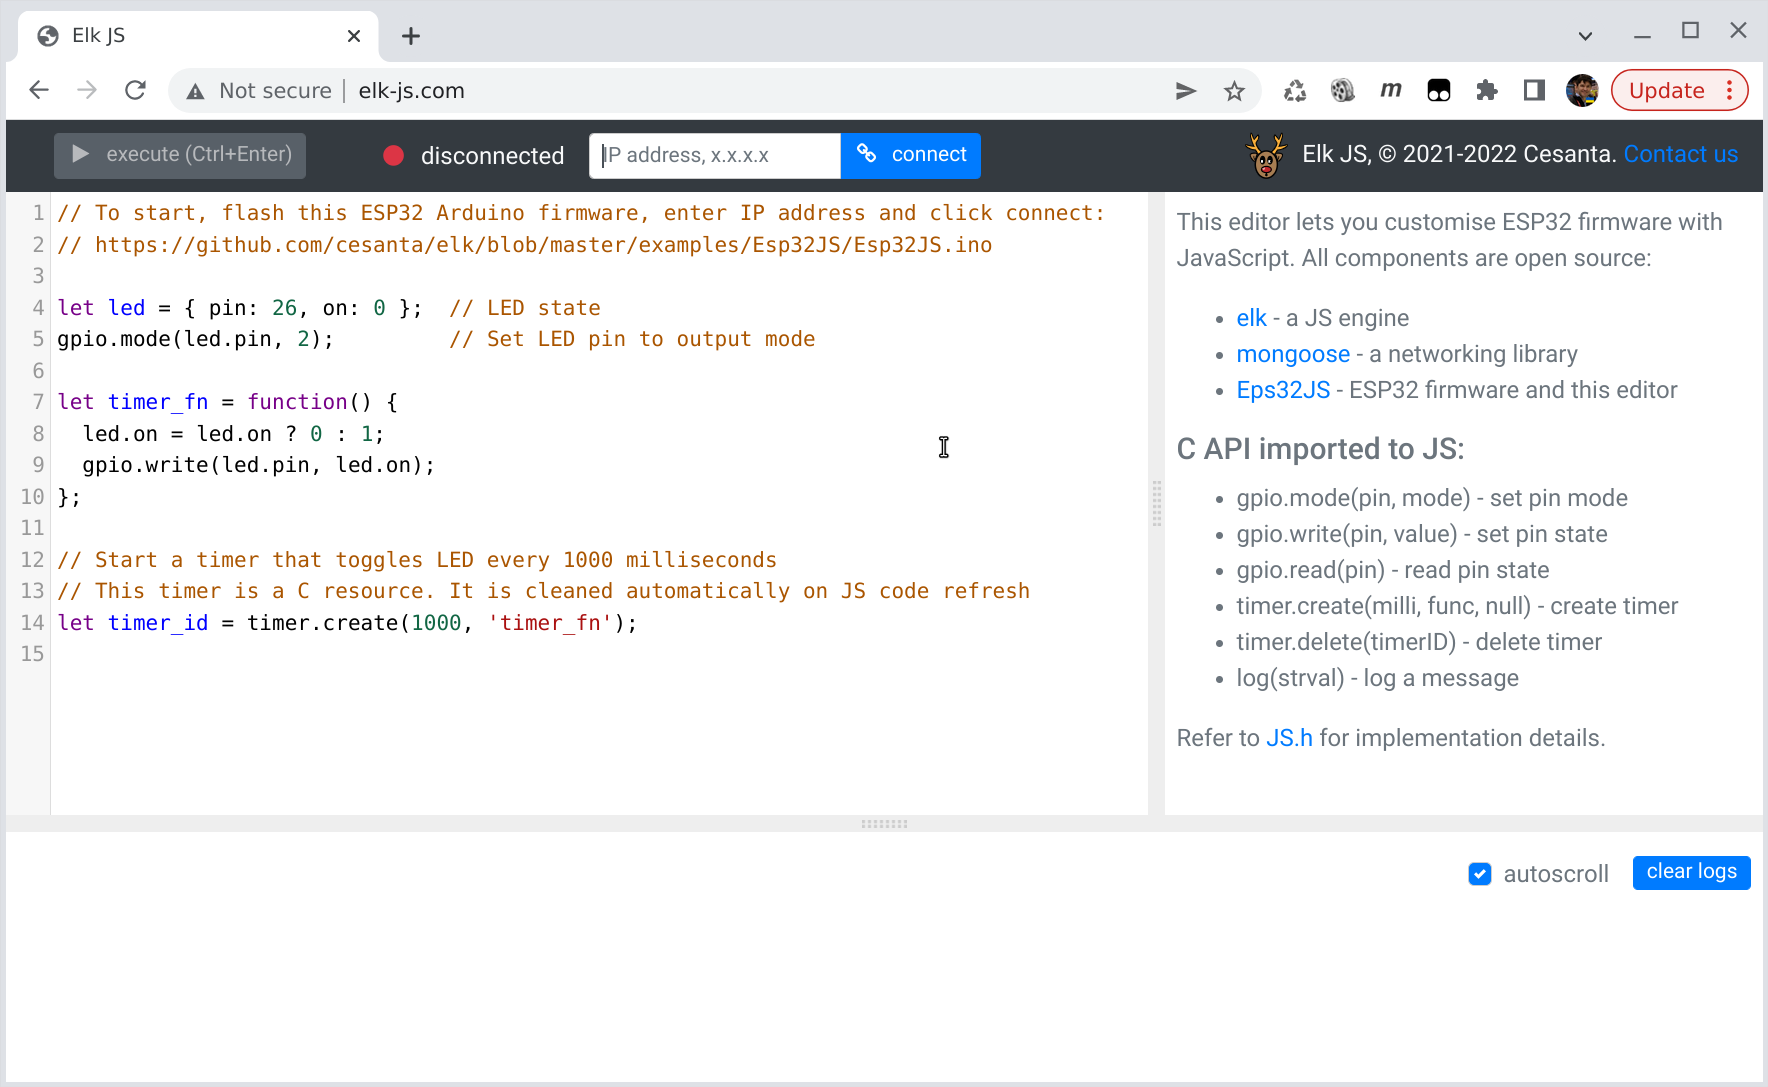 Elk JS
Not secure | elk-js.com
m
Update
execute (Ctrl+Enter)
disconnected
IP address, x.x.x.x
connect
Elk JS, © 2021-2022 Cesanta. Contact us
1 // To start, flash this ESP32 Arduino firmware, enter IP address and click connect:
2 // https://github.com/cesanta/elk/blob/master/examples/Esp32JS/Esp32JS.ino
3
4 let led = { pin: 26, on: 0 };  // LED state
5 gpio.mode(led.pin, 2);         // Set LED pin to output mode
6
7 let timer_fn = function() {
8   led.on = led.on ? 0 : 1;
9   gpio.write(led.pin, led.on);
10 };
11
12 // Start a timer that toggles LED every 1000 milliseconds
13 // This timer is a C resource. It is cleaned automatically on JS code refresh
14 let timer_id = timer.create(1000, 'timer_fn');
15
This editor lets you customise ESP32 firmware with
JavaScript. All components are open source:
• elk - a JS engine
• mongoose - a networking library
• Eps32JS - ESP32 firmware and this editor
C API imported to JS:
• gpio.mode(pin, mode) - set pin mode
• gpio.write(pin, value) - set pin state
• gpio.read(pin) - read pin state
• timer.create(milli, func, null) - create timer
• timer.delete(timerID) - delete timer
• log(strval) - log a message
Refer to JS.h for implementation details.
autoscroll
clear logs